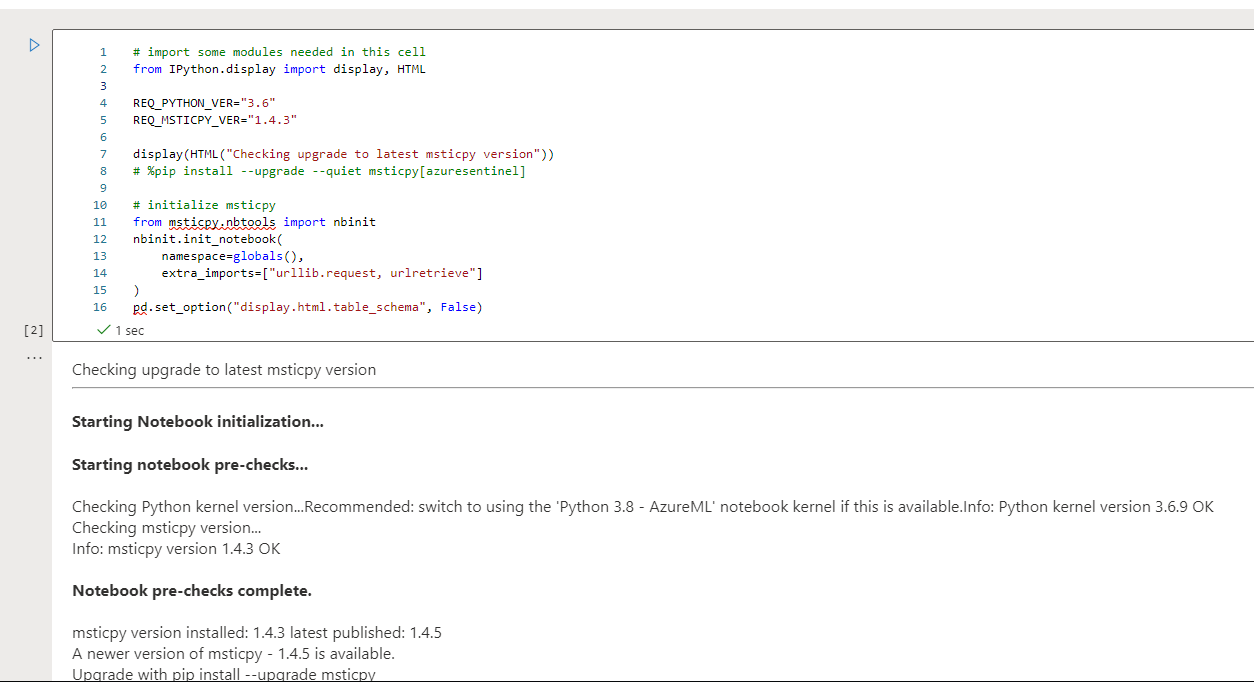 1 # import some modules needed in this cell
2 from IPython.display import display, HTML
3
4 REQ_PYTHON_VER="3.6"
5 REQ_MSTICPY_VER="1.4.3"
6
7 display(HTML("Checking upgrade to latest msticpy version"))
8 # %pip install --upgrade --quiet msticpy[azuresentinel]
9
10 # initialize msticpy
11 from msticpy.nbtools import nbinit
12 nbinit.init_notebook(
13     namespace=globals(),
14     extra_imports=["urllib.request, urlretrieve"]
15 )
16 pd.set_option("display.html.table_schema", False)
[2] ✓ 1 sec
...
Checking upgrade to latest msticpy version
Starting Notebook initialization...
Starting notebook pre-checks...
Checking Python kernel version...Recommended: switch to using the 'Python 3.8 - AzureML' notebook kernel if this is available.Info: Python kernel version 3.6.9 OK
Checking msticpy version...
Info: msticpy version 1.4.3 OK
Notebook pre-checks complete.
msticpy version installed: 1.4.3 latest published: 1.4.5
A newer version of msticpy - 1.4.5 is available.
Upgrade with pip install --upgrade msticpy